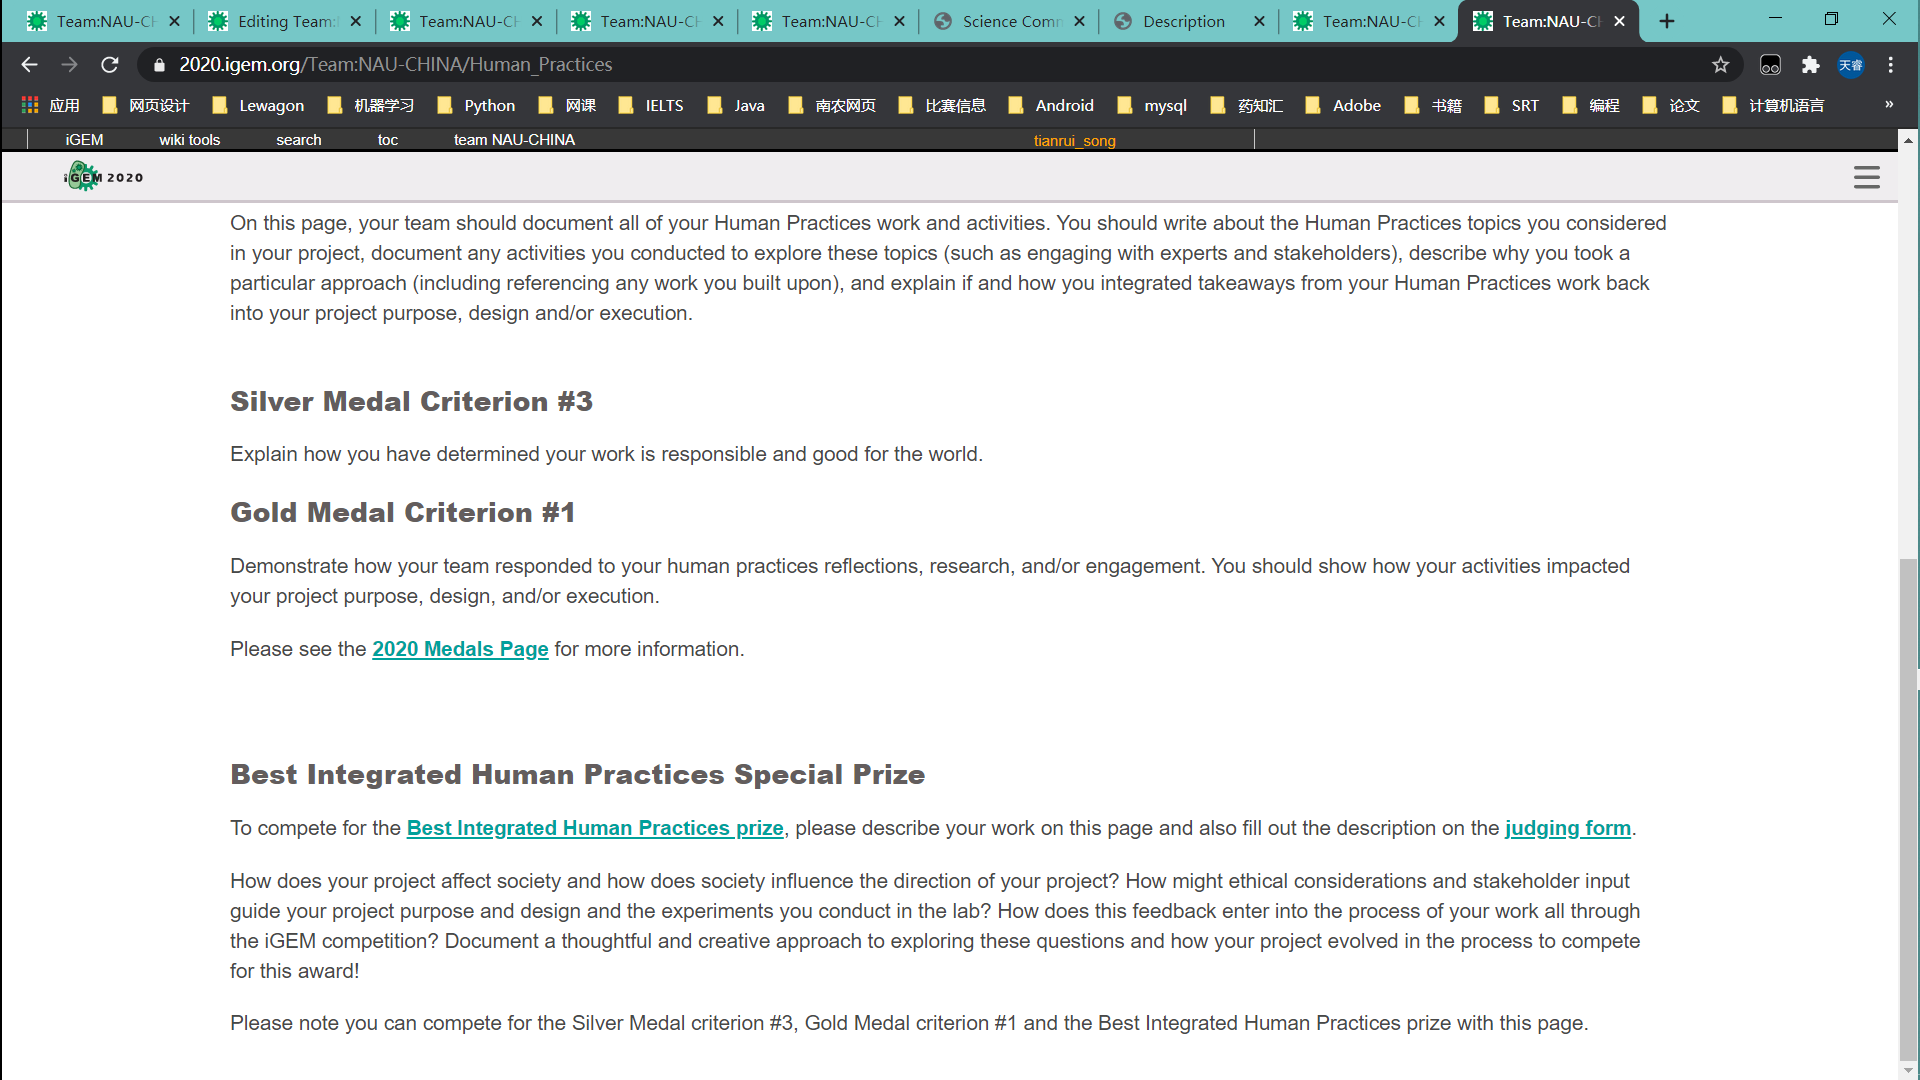 Team:NAU-CH
Editing Team:
Team:NAU-CH
Team:NAU-CH
Team:NAU-CH
Science Comm
Description
Team:NAU-CH
Team:NAU-CH
2020.igem.org/Team:NAU-CHINA/Human_Practices
天睿
应用 网页设计 Lewagon 机器学习 Python 网课 IELTS Java 南农网页 比赛信息 Android mysql 药知汇 Adobe 书籍 SRT 编程 论文 计算机语言 »
iGEM wiki tools search toc team NAU-CHINA tianrui_song
iGEM 2020
On this page, your team should document all of your Human Practices work and activities. You should write about the Human Practices topics you considered
in your project, document any activities you conducted to explore these topics (such as engaging with experts and stakeholders), describe why you took a
particular approach (including referencing any work you built upon), and explain if and how you integrated takeaways from your Human Practices work back
into your project purpose, design and/or execution.
Silver Medal Criterion #3
Explain how you have determined your work is responsible and good for the world.
Gold Medal Criterion #1
Demonstrate how your team responded to your human practices reflections, research, and/or engagement. You should show how your activities impacted
your project purpose, design, and/or execution.
Please see the 2020 Medals Page for more information.
Best Integrated Human Practices Special Prize
To compete for the Best Integrated Human Practices prize, please describe your work on this page and also fill out the description on the judging form.
How does your project affect society and how does society influence the direction of your project? How might ethical considerations and stakeholder input
guide your project purpose and design and the experiments you conduct in the lab? How does this feedback enter into the process of your work all through
the iGEM competition? Document a thoughtful and creative approach to exploring these questions and how your project evolved in the process to compete
for this award!
Please note you can compete for the Silver Medal criterion #3, Gold Medal criterion #1 and the Best Integrated Human Practices prize with this page.